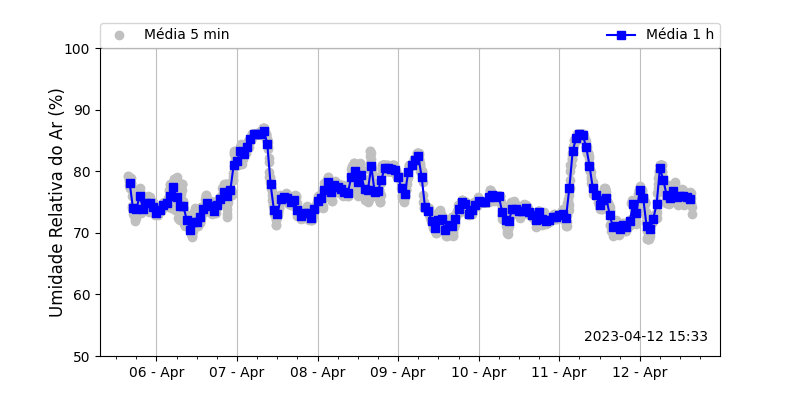 Média 5 min Média 1 h
Umidade Relativa do Ar (%)
100
90
80
70
60
50
2023-04-12 15:33
06 - Apr 07 - Apr 08 - Apr 09 - Apr 10 - Apr 11 - Apr 12 - Apr